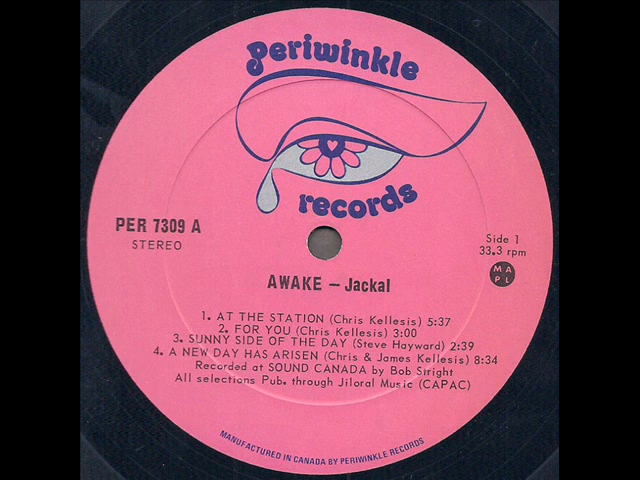 periwinkle
records
PER 7309 A
STEREO
Side 1
33.3 rpm
M A
P L
AWAKE – Jackal
1. AT THE STATION (Chris Kellesis) 5:37
2. FOR YOU (Chris Kellesis) 3:00
3. SUNNY SIDE OF THE DAY (Steve Hayward) 2:39
4. A NEW DAY HAS ARISEN (Chris & James Kellesis) 8:34
Recorded at SOUND CANADA by Bob Stright
All selections Pub. through Jiloral Music (CAPAC)
MANUFACTURED IN CANADA BY PERIWINKLE RECORDS